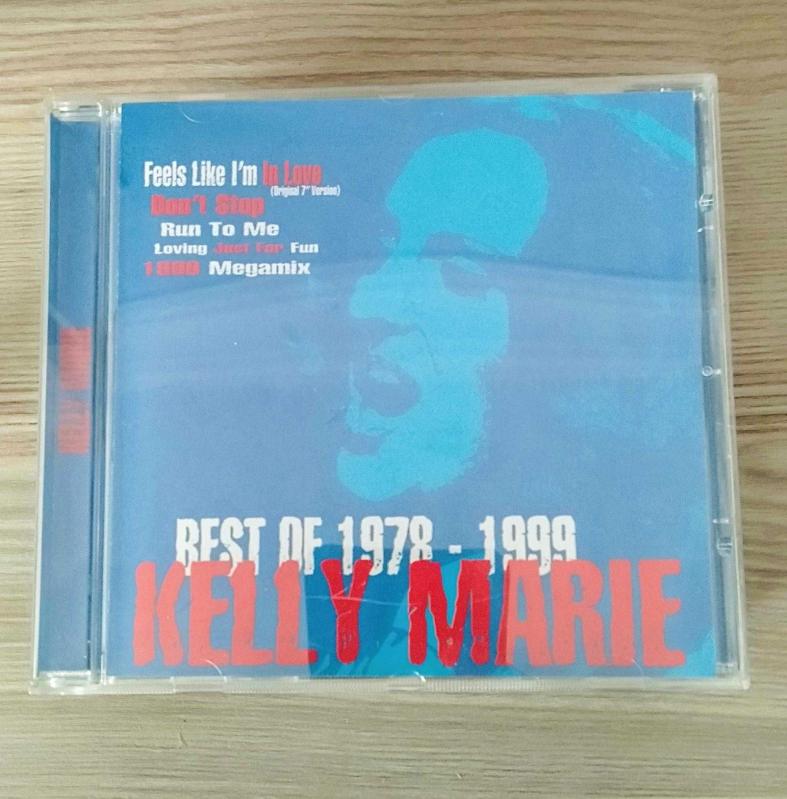 Feels Like I'm In Love
(Original 7" Version)
Don't Stop
Run To Me
Loving Just For Fun
1999 Megamix
KELLY MARIE
BEST OF 1978 - 1999
KELLY MARIE